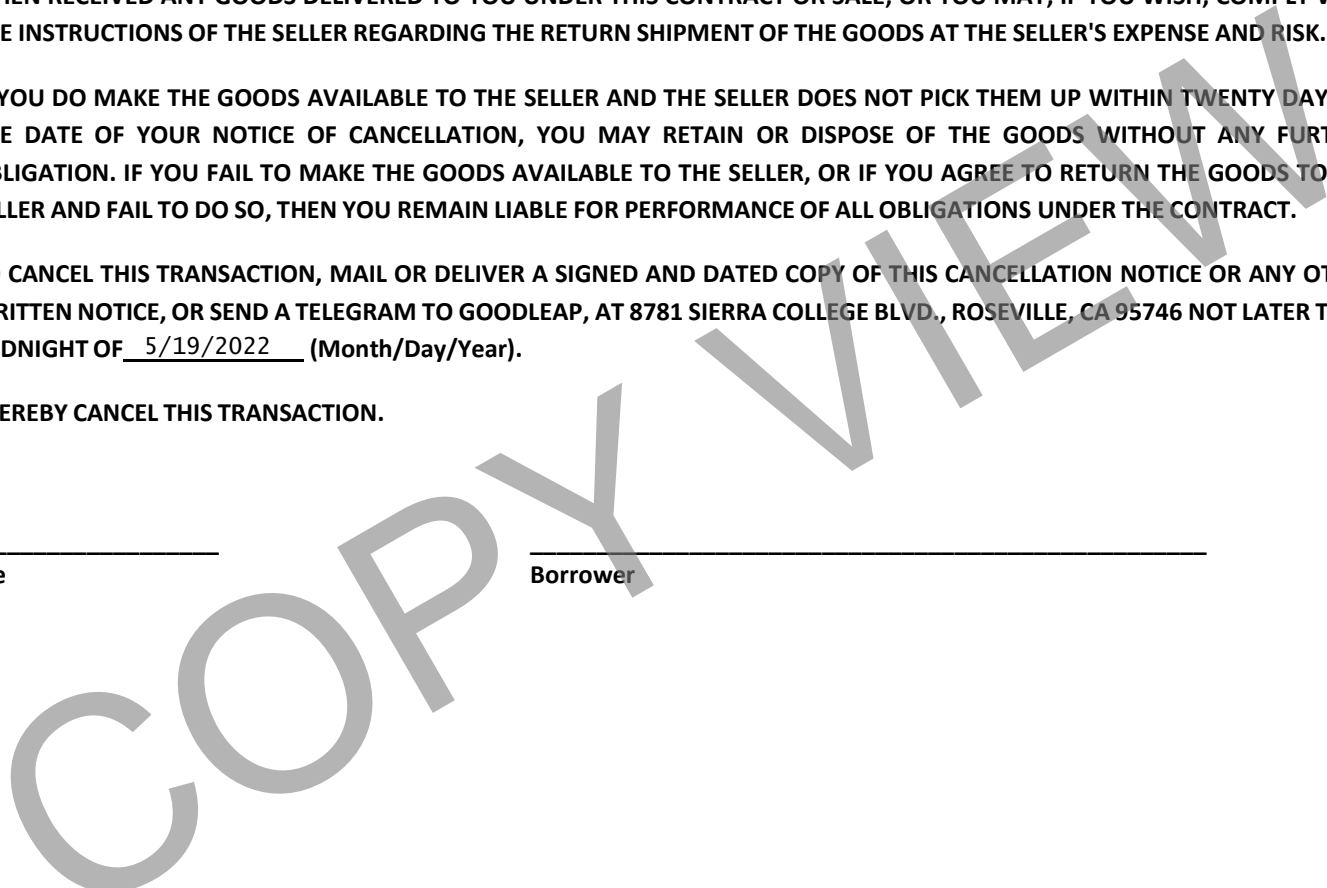 HEN RECEIVED ANY GOODS DELIVERED TO YOU UNDER THIS CONTRACT OR SALE; OR YOU MAY, IF YOU WISH, COMPLY
E INSTRUCTIONS OF THE SELLER REGARDING THE RETURN SHIPMENT OF THE GOODS AT THE SELLER'S EXPENSE AND RISK.
YOU DO MAKE THE GOODS AVAILABLE TO THE SELLER AND THE SELLER DOES NOT PICK THEM UP WITHIN TWENTY DAY
E DATE OF YOUR NOTICE OF CANCELLATION, YOU MAY RETAIN OR DISPOSE OF THE GOODS WITHOUT ANY FURT
BLIGATION. IF YOU FAIL TO MAKE THE GOODS AVAILABLE TO THE SELLER, OR IF YOU AGREE TO RETURN THE GOODS TO
LLER AND FAIL TO DO SO, THEN YOU REMAIN LIABLE FOR PERFORMANCE OF ALL OBLIGATIONS UNDER THE CONTRACT.
CANCEL THIS TRANSACTION, MAIL OR DELIVER A SIGNED AND DATED COPY OF THIS CANCELLATION NOTICE OR ANY OT
RITTEN NOTICE, OR SEND A TELEGRAM TO GOODLEAP, AT 8781 SIERRA COLLEGE BLVD., ROSEVILLE, CA 95746 NOT LATER T
DNIGHT OF 5/19/2022 (Month/Day/Year).
EREBY CANCEL THIS TRANSACTION.
e Borrower
COPY VIEW